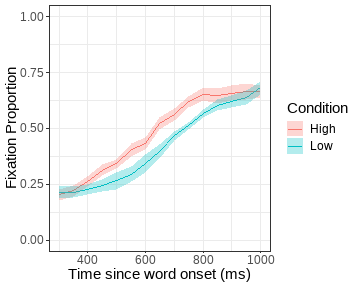 1.00
0.75
0.50
0.25
0.00
Fixation Proportion
400
600
800
1000
Time since word onset (ms)
Condition
High
Low